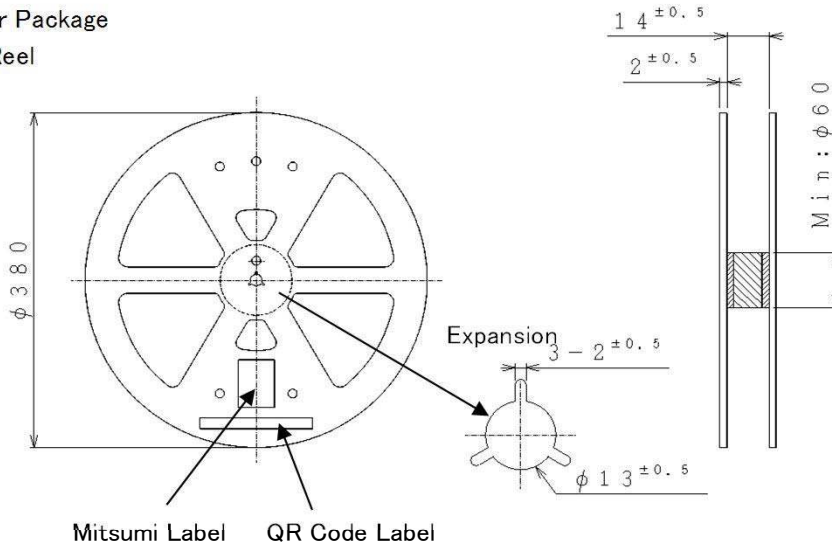 r Package
Reel
14±0.5
2±0.5
Min:φ60
φ380
Expansion
3-2±0.5
φ13±0.5
Mitsumi Label QR Code Label